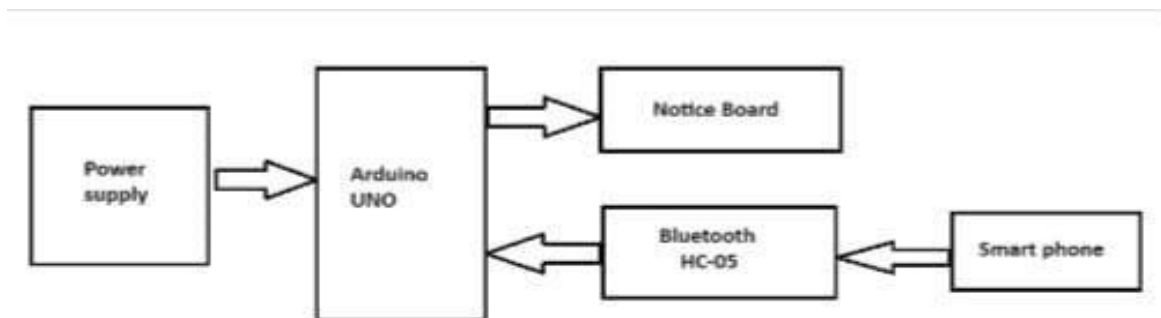 Power
supply
Arduino
UNO
Notice Board
Bluetooth
HC-05
Smart phone